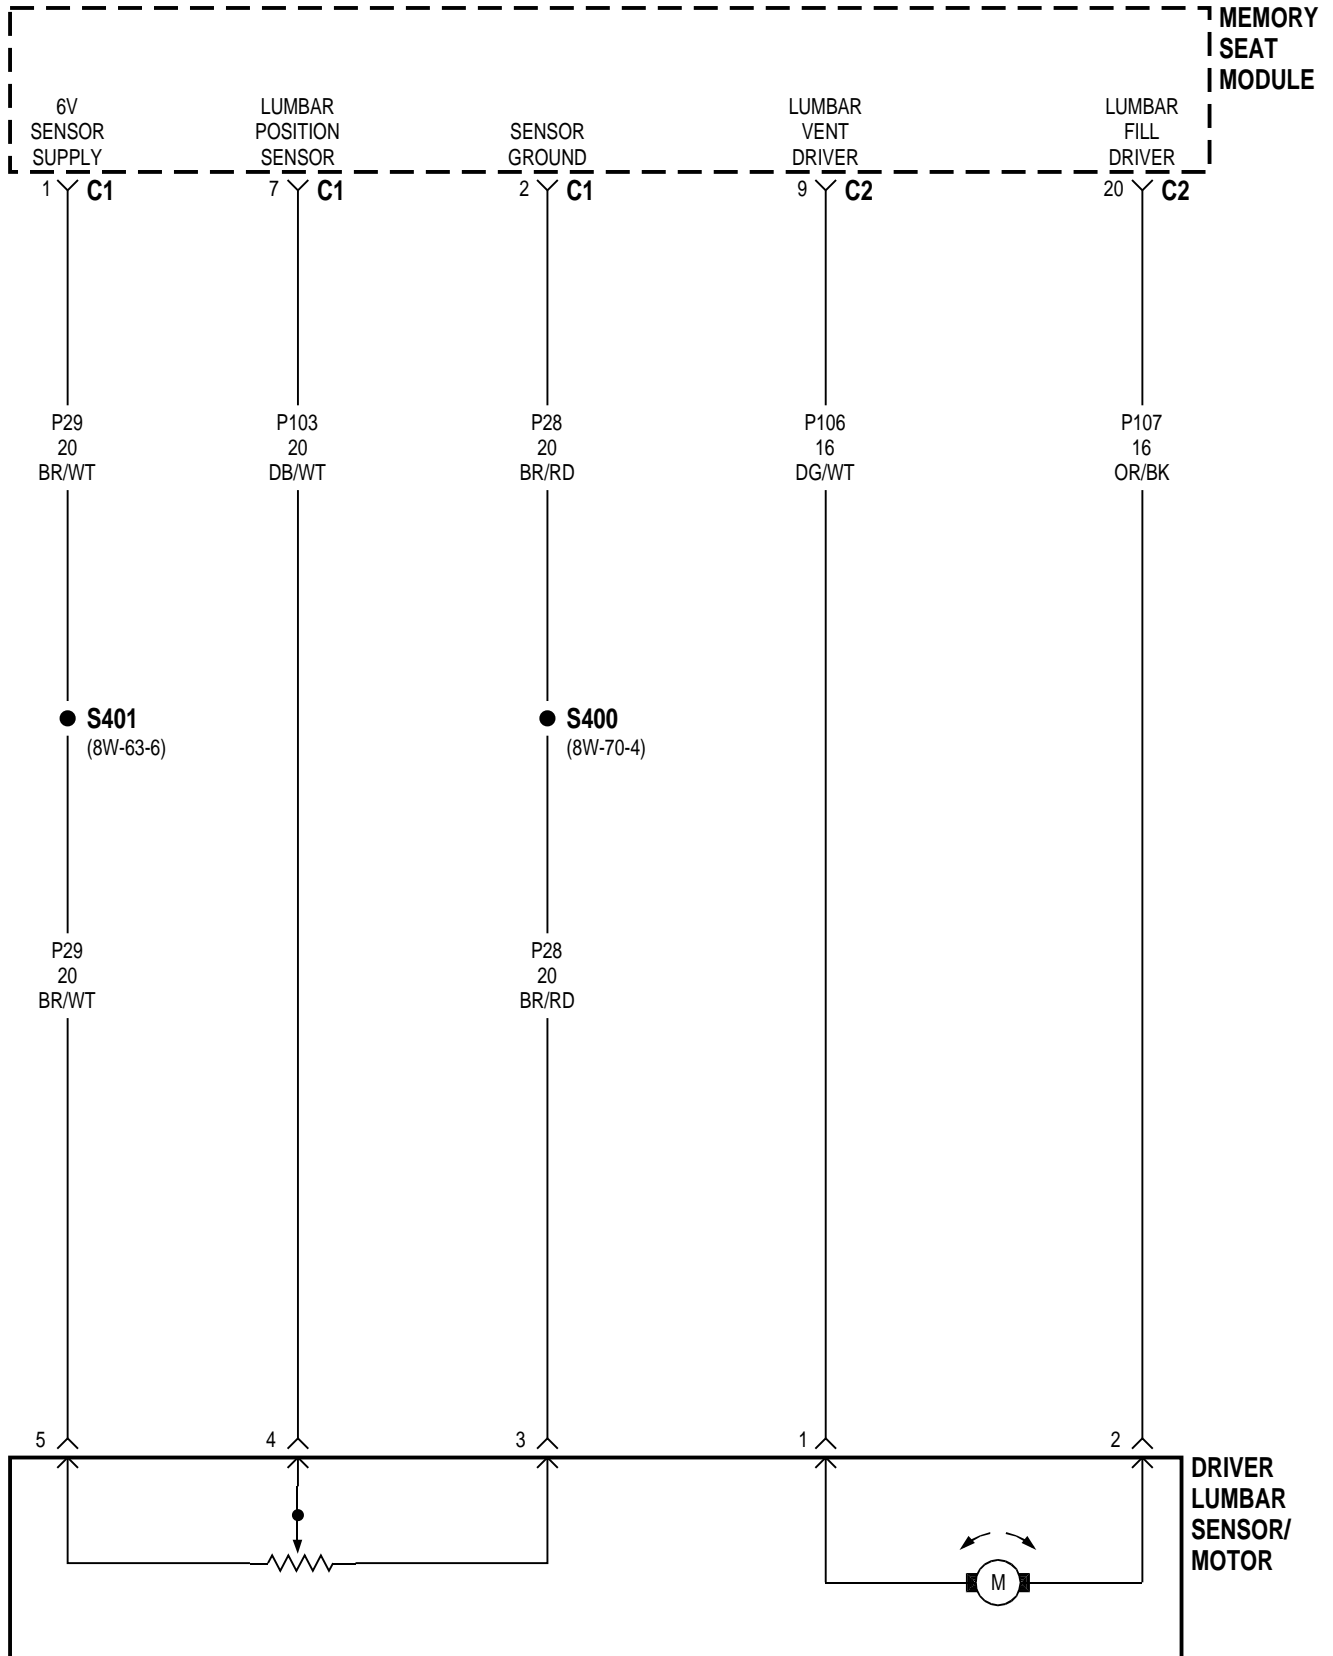 MEMORY
SEAT
MODULE
6V
SENSOR
SUPPLY
LUMBAR
POSITION
SENSOR
SENSOR
GROUND
LUMBAR
VENT
DRIVER
LUMBAR
FILL
DRIVER
1 C1
7 C1
2 C1
9 C2
20 C2
P29
20
BR/WT
P103
20
DB/WT
P28
20
BR/RD
P106
16
DG/WT
P107
16
OR/BK
S401
(8W-63-6)
S400
(8W-70-4)
P29
20
BR/WT
P28
20
BR/RD
5
4
3
1
2
DRIVER
LUMBAR
SENSOR/
MOTOR
M